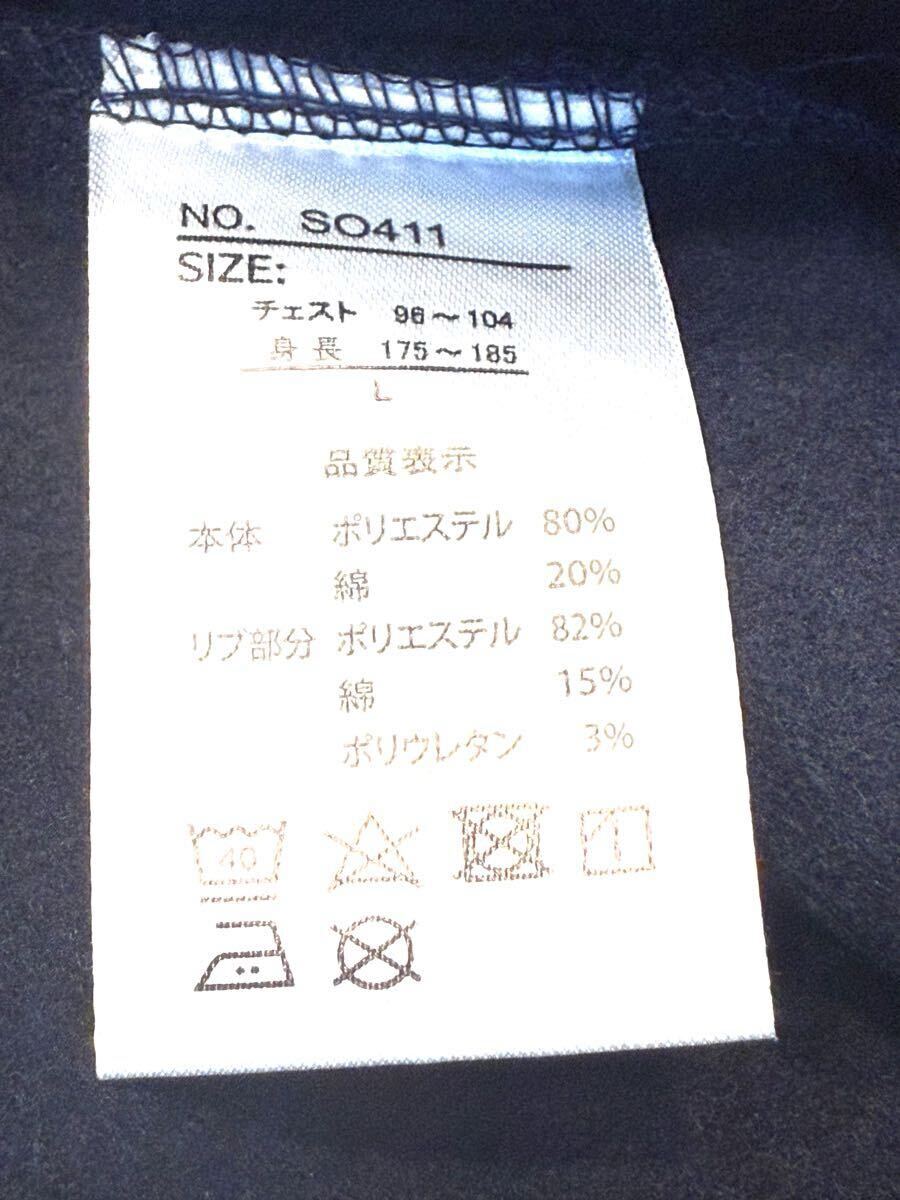 NO. SO411
SIZE:
チェスト 96～104
身長 175～185
L
品質表示
本体 ポリエステル 80%
綿 20%
リブ部分 ポリエステル 82%
綿 15%
ポリウレタン 3%
40